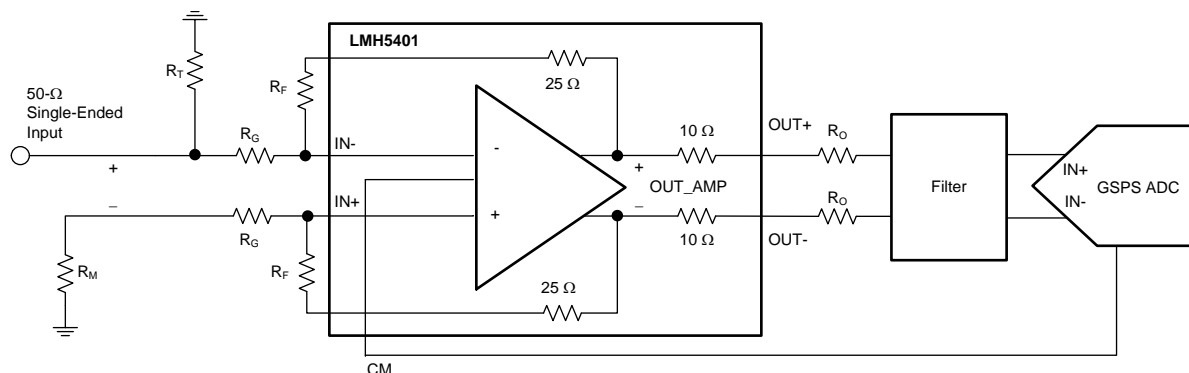 LMH5401
R_T
50-Ω
Single-Ended
Input
R_F
25 Ω
R_G
IN-
-
10 Ω
OUT+
R_O
+
+
OUT_AMP
Filter
IN+
IN-
GSPS ADC
–
IN+
+
–
R_O
R_G
10 Ω
OUT-
R_M
R_F
25 Ω
CM